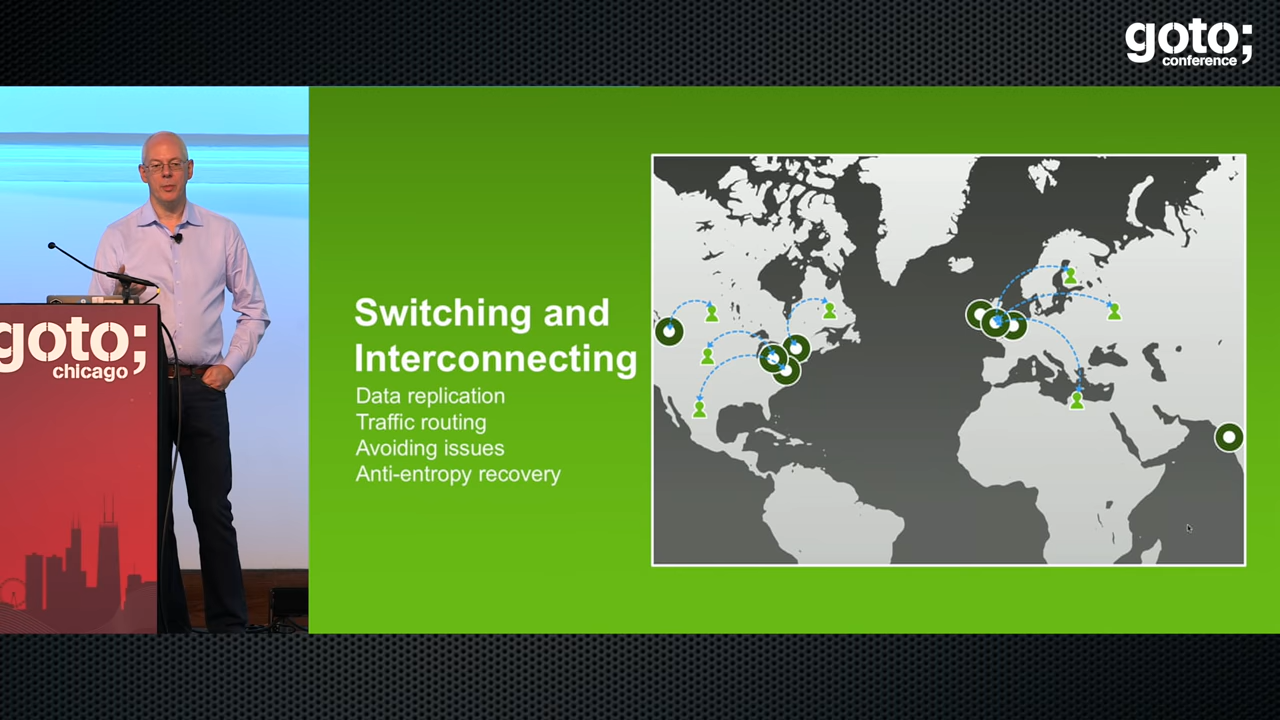 goto;
conference
goto;
chicago
Switching and
Interconnecting
Data replication
Traffic routing
Avoiding issues
Anti-entropy recovery